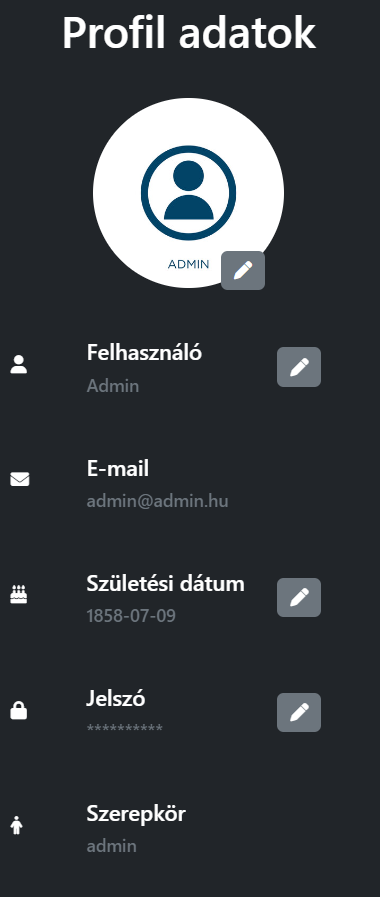 Profil adatok
ADMIN
Felhasználó
Admin
E-mail
admin@admin.hu
Születési dátum
1858-07-09
Jelszó
**********
Szerepkör
admin